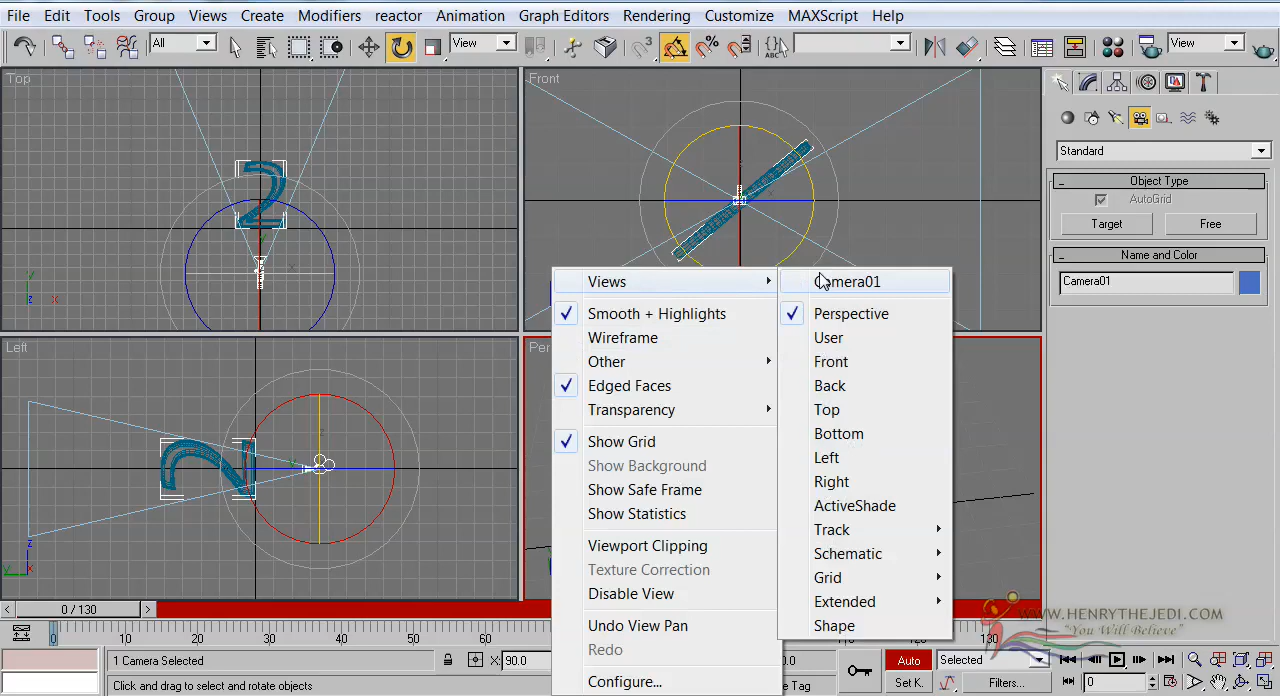 File Edit Tools Group Views Create Modifiers reactor Animation Graph Editors Rendering Customize MAXScript Help
All View 3 ABC View
Top
Front
Left
Standard
Object Type
AutoGrid
Target Free
Name and Color
Camera01
Views
Smooth + Highlights
Wireframe
Other
Edged Faces
Transparency
Show Grid
Show Background
Show Safe Frame
Show Statistics
Viewport Clipping
Texture Correction
Disable View
Undo View Pan
Redo
Configure...
Perspective
User
Front
Back
Top
Bottom
Left
Right
ActiveShade
Track
Schematic
Grid
Extended
Shape
0 / 130
0 10 20 30 40 50 60 130
WWW.HENRYTHEJEDI.COM
"You Will Believe"
1 Camera Selected X: 90.0
Click and drag to select and rotate objects
Auto Selected
Set K. Filters...
0